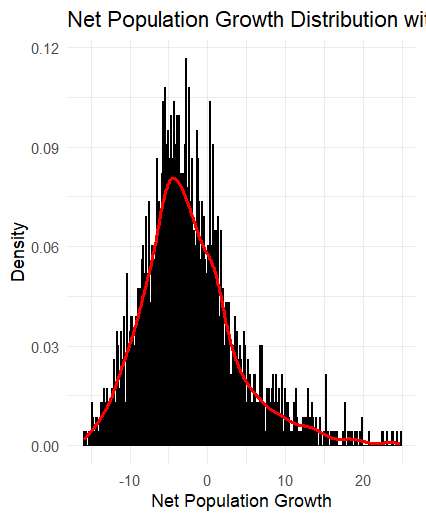 Net Population Growth Distribution wit
0.12
0.09
0.06
0.03
0.00
Density
-10 0 10 20
Net Population Growth